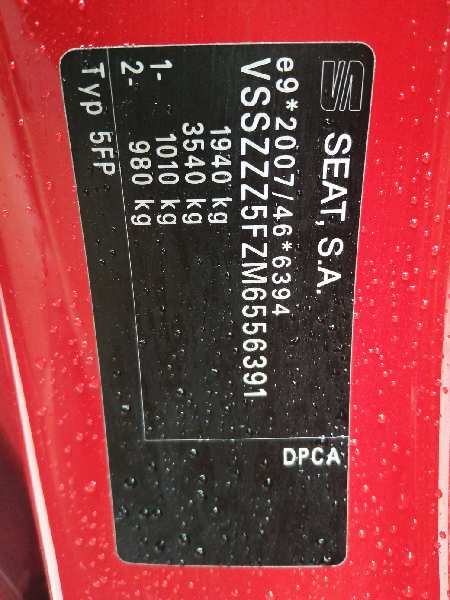 SEAT, S.A.
e9*2007/46*6394
VSSZZZ5FZM6556391
1940 kg
3540 kg
1- 1010 kg
2- 980 kg
Typ 5FP
DPCA